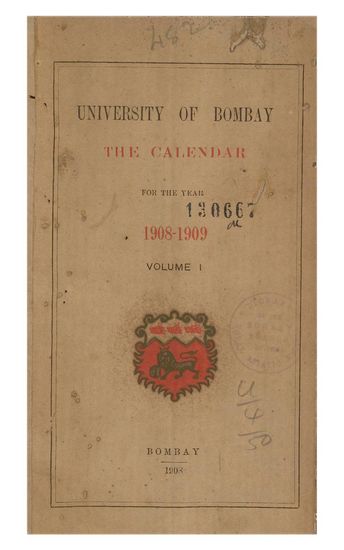 UNIVERSITY OF BOMBAY
THE CALENDAR
FOR THE YEAR
130667
1908-1909
VOLUME I
BOMBAY
1908